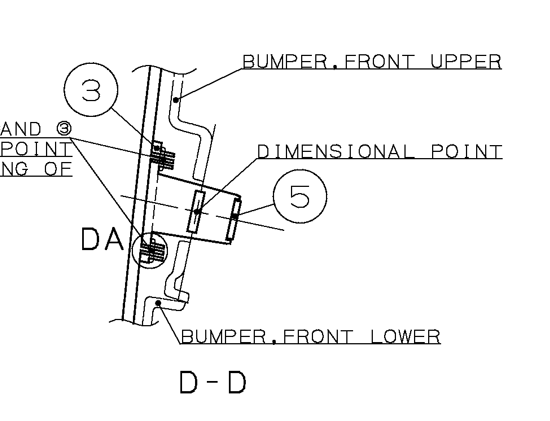 BUMPER,FRONT UPPER
3
AND ③
POINT
NG OF
DIMENSIONAL POINT
5
DA
BUMPER,FRONT LOWER
D-D